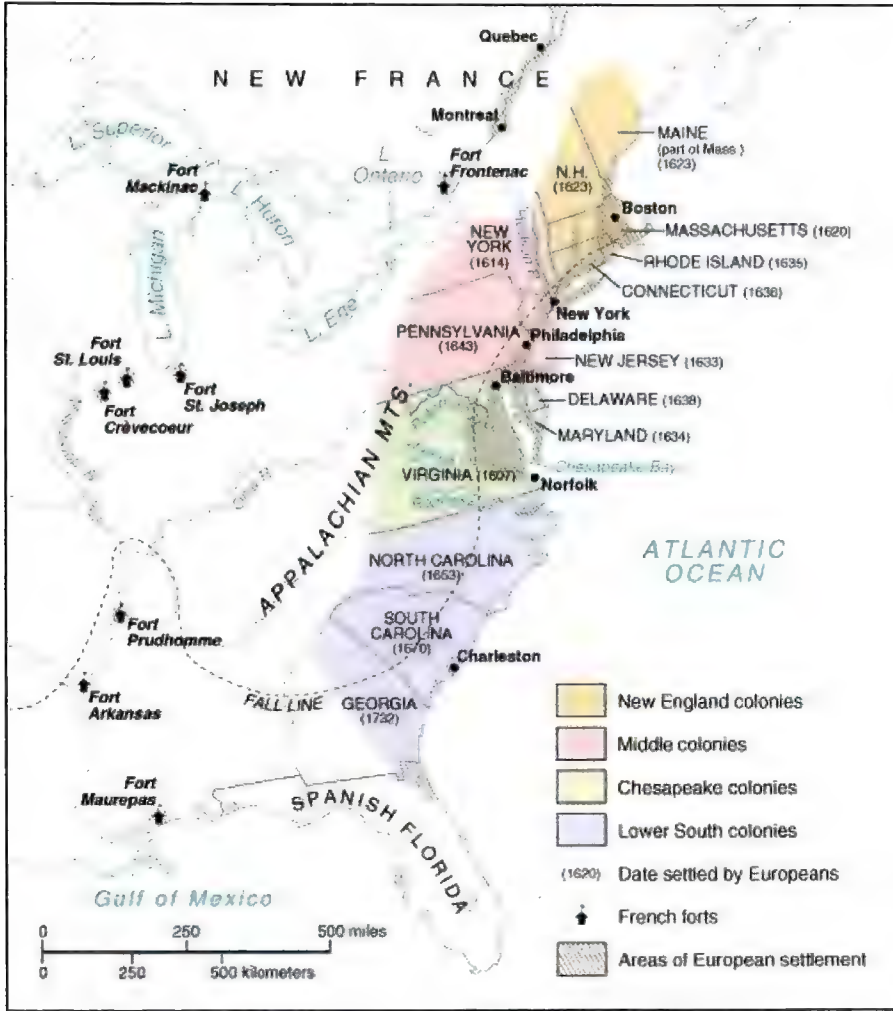 Quebec
NEW FRANCE
Montreal
L. Superior
Fort
Mackinac
L. Huron
L.
Ontario
Fort
Frontenac
MAINE
(part of Mass.)
(1623)
N.H.
(1623)
Boston
MASSACHUSETTS (1620)
RHODE ISLAND (1635)
CONNECTICUT (1636)
NEW
YORK
(1614)
L. Michigan
L. Erie
New York
PENNSYLVANIA
(1643)
Philadelphia
NEW JERSEY (1633)
Baltimore
DELAWARE (1638)
MARYLAND (1634)
Fort
St. Louis
Fort
St. Joseph
Fort
Crèvecoeur
APPALACHIAN MTS.
VIRGINIA (1607)
Chesapeake Bay
Norfolk
NORTH CAROLINA
(1653)
ATLANTIC
OCEAN
SOUTH
CAROLINA
(1670)
Charleston
Fort
Prudhomme
Fort
Arkansas
FALL LINE
GEORGIA
(1732)
Fort
Maurepas
SPANISH FLORIDA
Gulf of Mexico
0 250 500 miles
0 250 500 kilometers
New England colonies
Middle colonies
Chesapeake colonies
Lower South colonies
(1620) Date settled by Europeans
French forts
Areas of European settlement